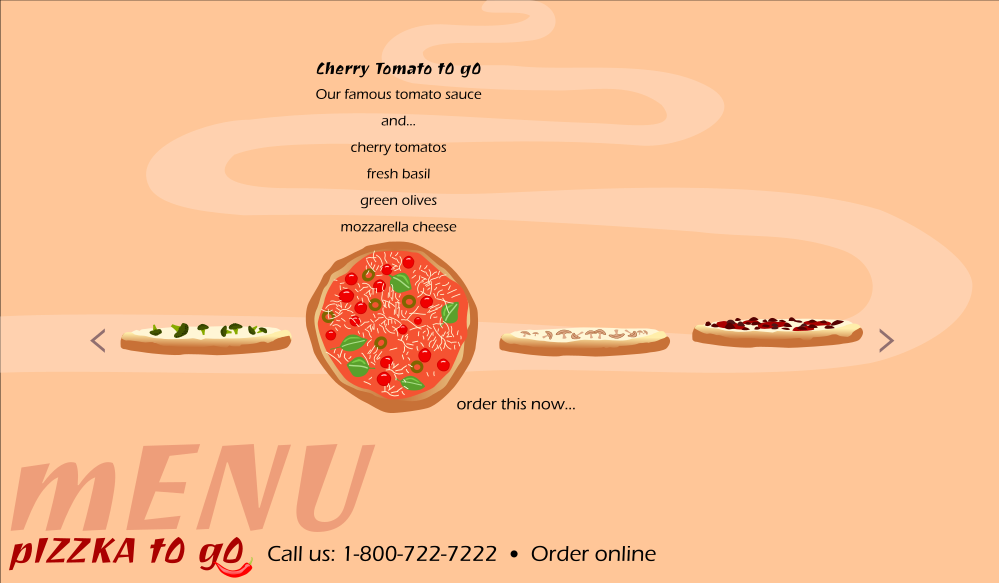 Cherry Tomato to go
Our famous tomato sauce
and...
cherry tomatos
fresh basil
green olives
mozzarella cheese
order this now...
mENU
pIZZKA tO gO
Call us: 1-800-722-7222 • Order online